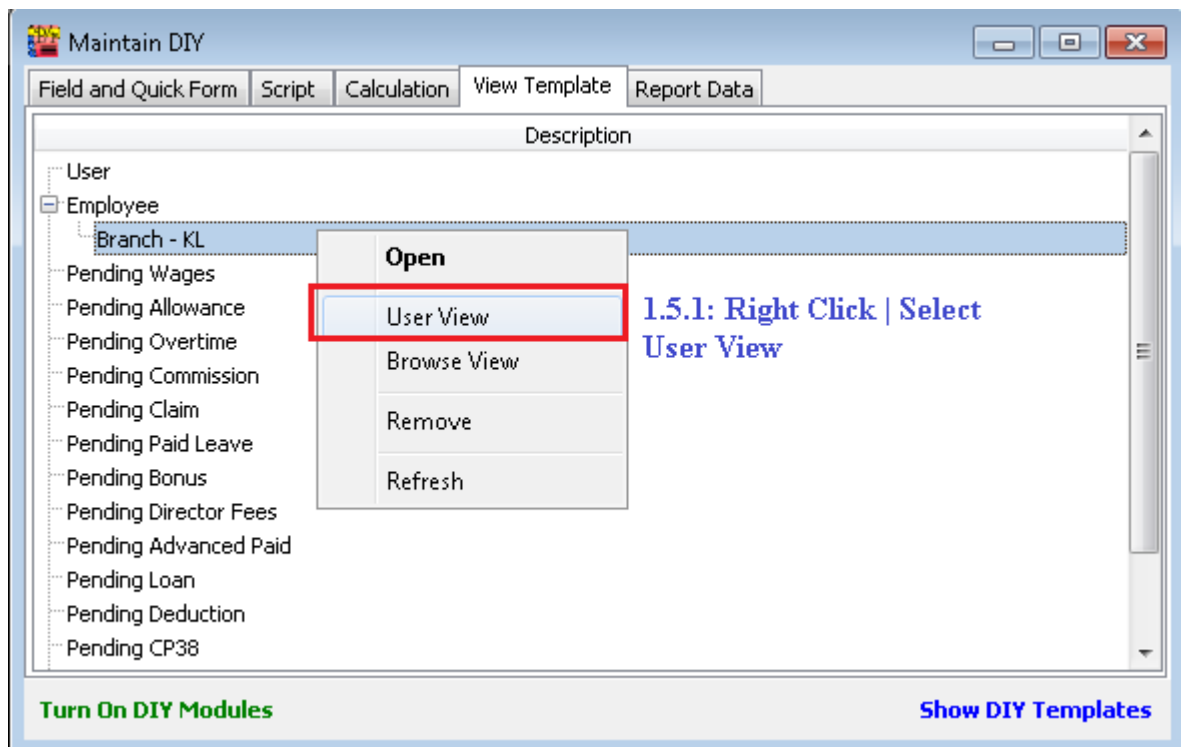 Maintain DIY
Field and Quick Form Script Calculation View Template Report Data
Description
User
Employee
Branch - KL
Pending Wages
Pending Allowance
Pending Overtime
Pending Commission
Pending Claim
Pending Paid Leave
Pending Bonus
Pending Director Fees
Pending Advanced Paid
Pending Loan
Pending Deduction
Pending CP38
Open
User View
Browse View
Remove
Refresh
1.5.1: Right Click | Select
User View
Turn On DIY Modules Show DIY Templates